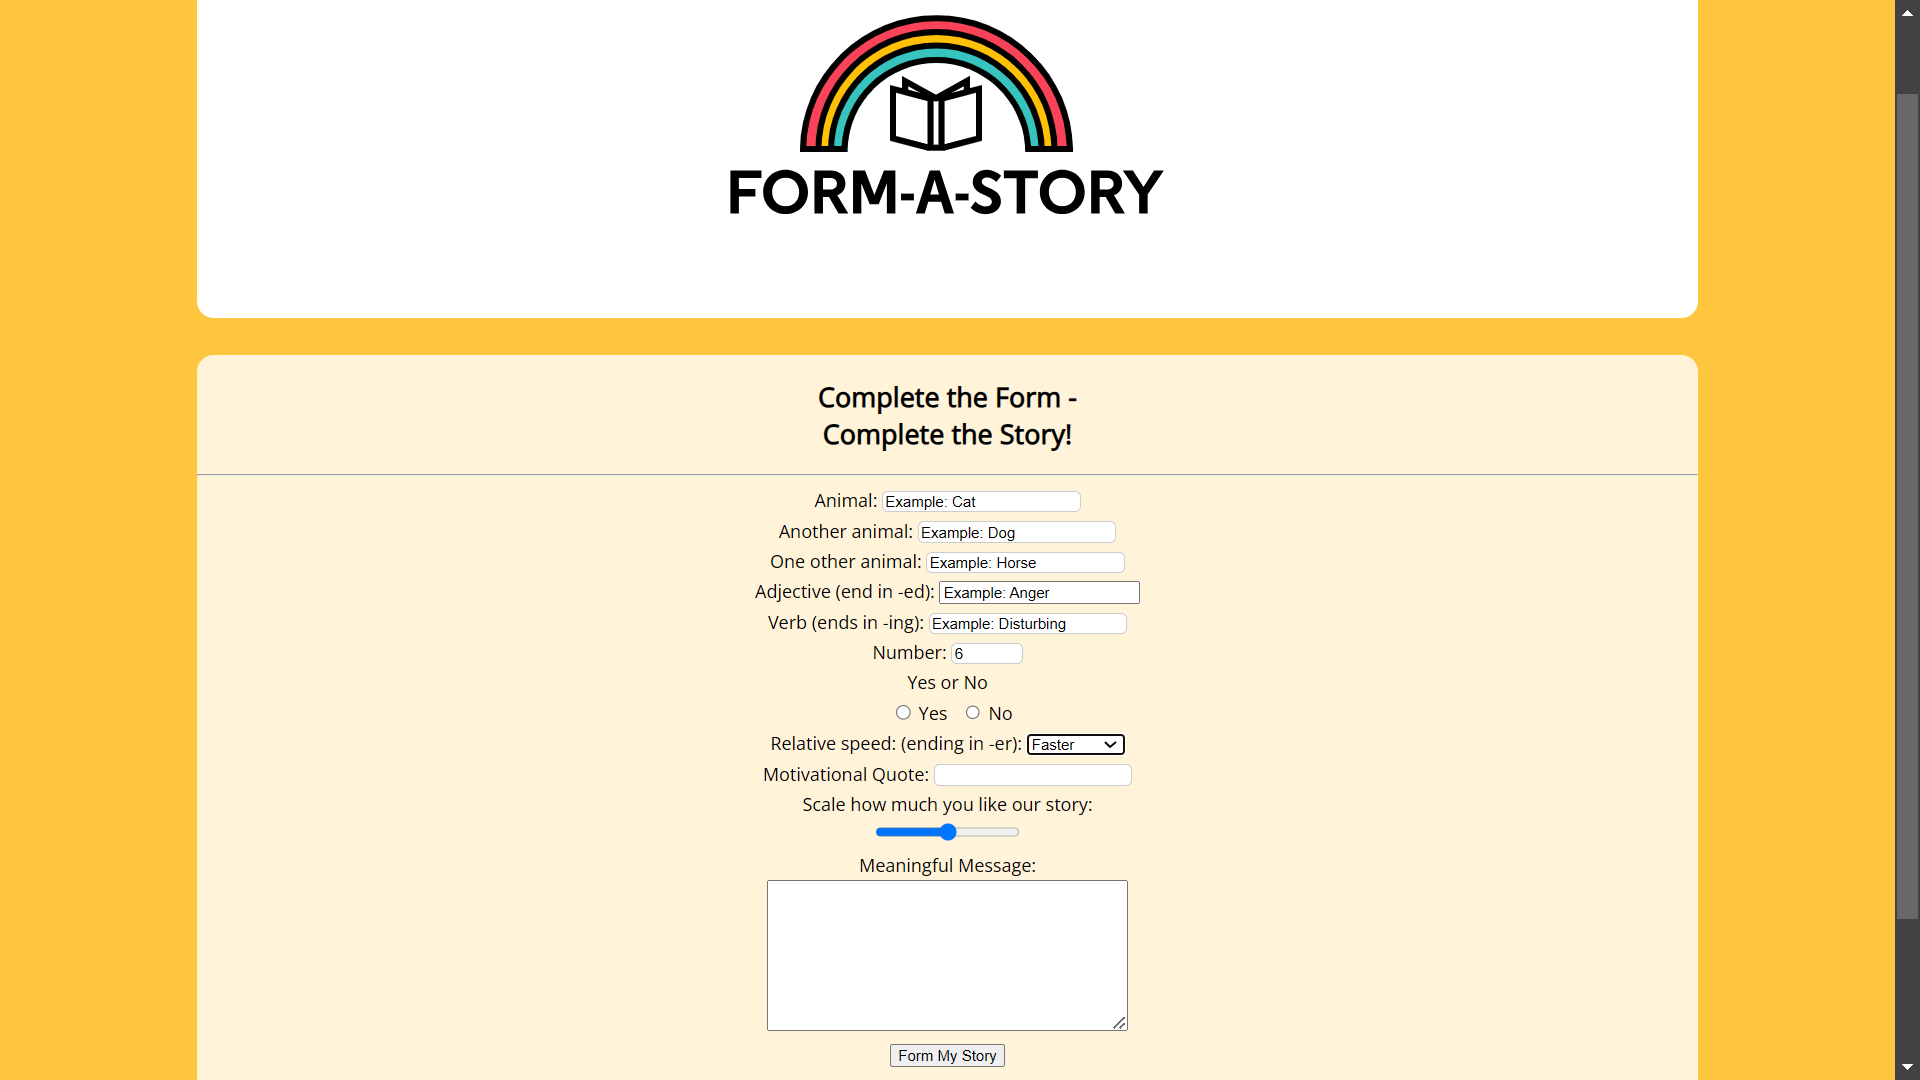 FORM-A-STORY
Complete the Form -
Complete the Story!
Animal: Example: Cat
Another animal: Example: Dog
One other animal: Example: Horse
Adjective (end in -ed): Example: Anger
Verb (ends in -ing): Example: Disturbing
Number: 6
Yes or No
Yes No
Relative speed: (ending in -er): Faster
Motivational Quote:
Scale how much you like our story:
Meaningful Message:
Form My Story